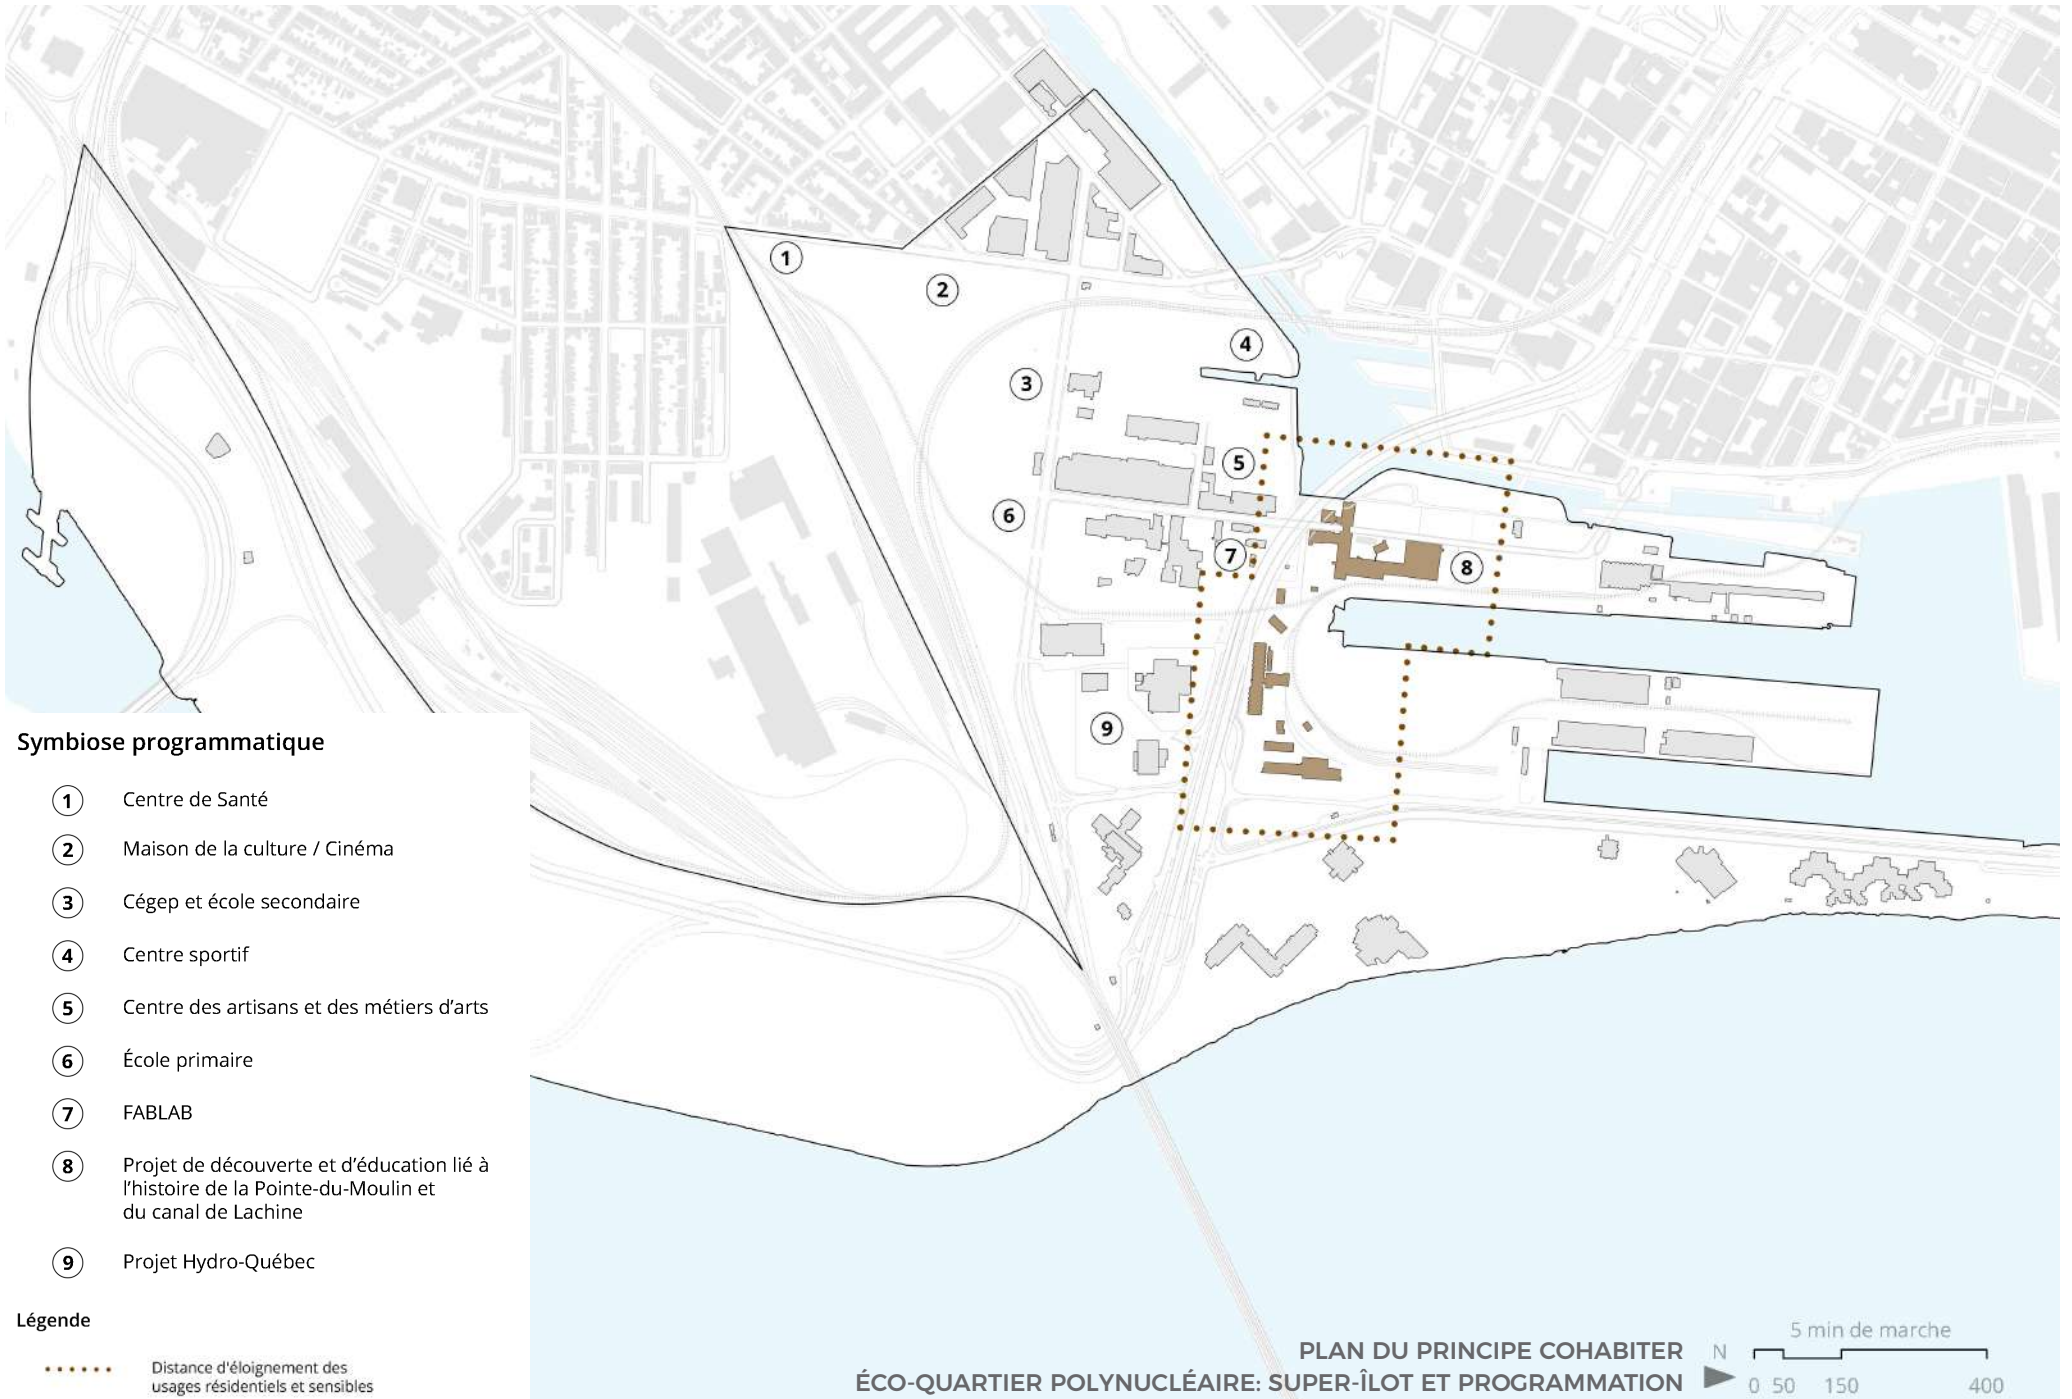 1
2
3
4
5
6
7
8
9
Symbiose programmatique
1 Centre de Santé
2 Maison de la culture / Cinéma
3 Cégep et école secondaire
4 Centre sportif
5 Centre des artisans et des métiers d'arts
6 École primaire
7 FABLAB
8 Projet de découverte et d'éducation lié à
l'histoire de la Pointe-du-Moulin et
du canal de Lachine
9 Projet Hydro-Québec
Légende
Distance d'éloignement des
usages résidentiels et sensibles
PLAN DU PRINCIPE COHABITER
ÉCO-QUARTIER POLYNUCLÉAIRE: SUPER-ÎLOT ET PROGRAMMATION
N
5 min de marche
0 50 150 400